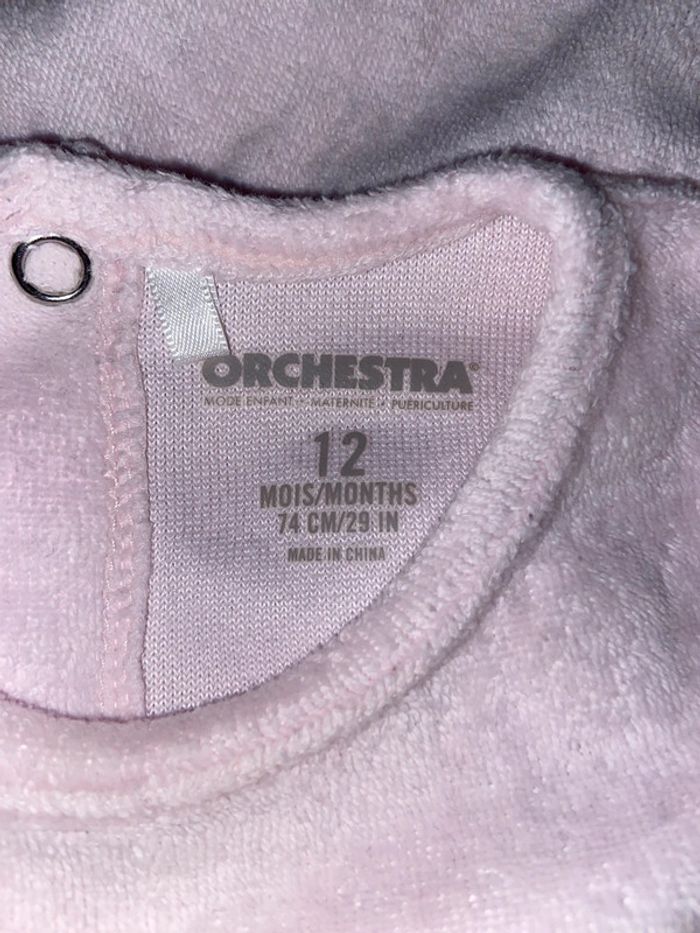 ORCHESTRA®
MODE ENFANT • MATERNITÉ • PUÉRICULTURE
12
MOIS/MONTHS
74 CM/29 IN
MADE IN CHINA